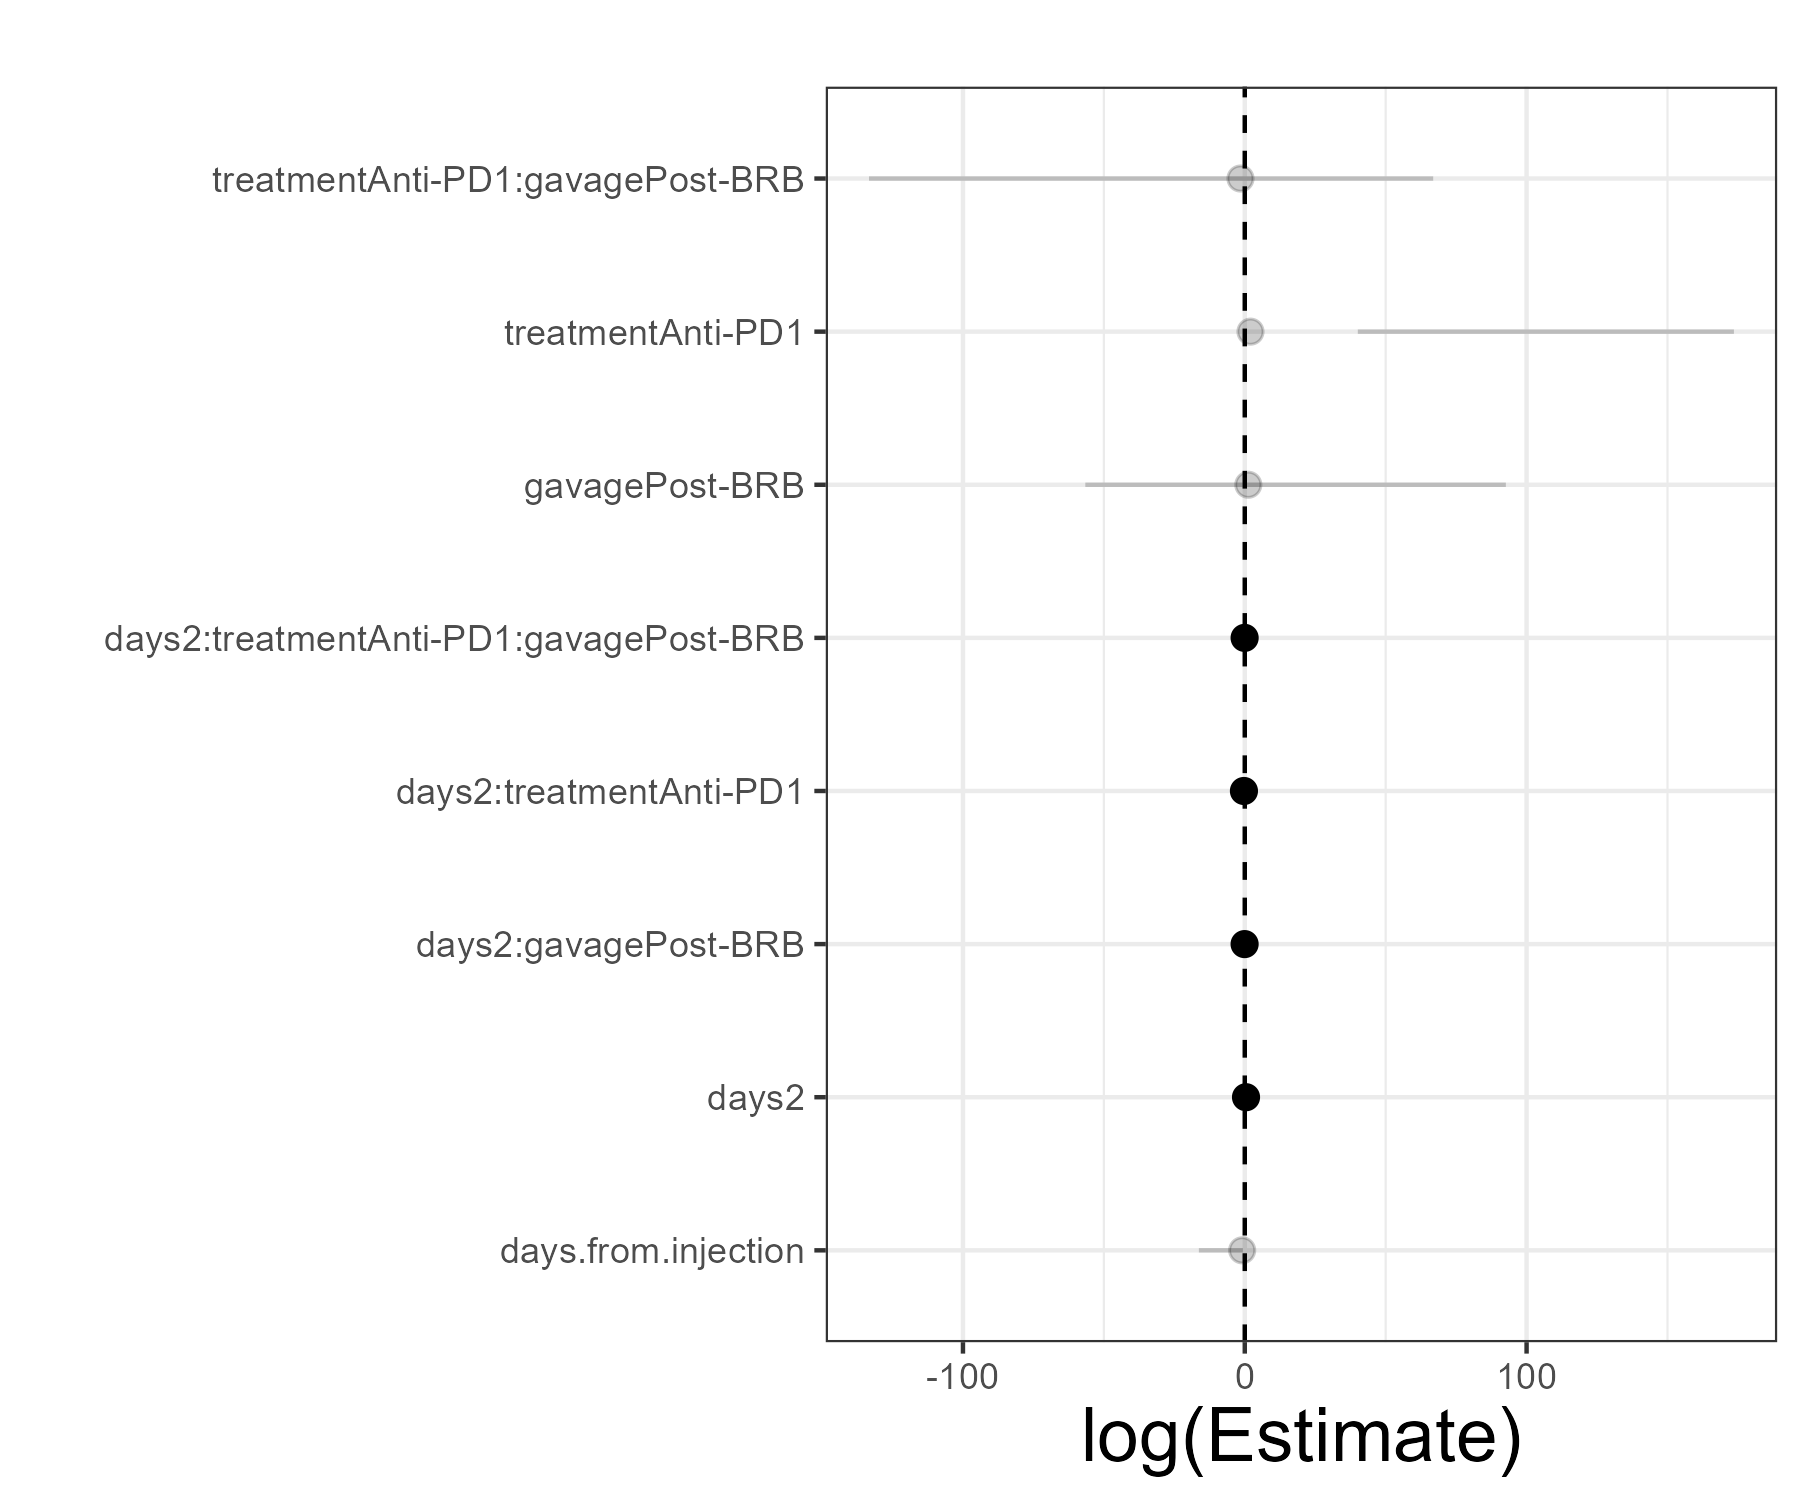 treatmentAnti-PD1:gavagePost-BRB
treatmentAnti-PD1
gavagePost-BRB
days2:treatmentAnti-PD1:gavagePost-BRB
days2:treatmentAnti-PD1
days2:gavagePost-BRB
days2
days.from.injection
-100 0 100
log(Estimate)